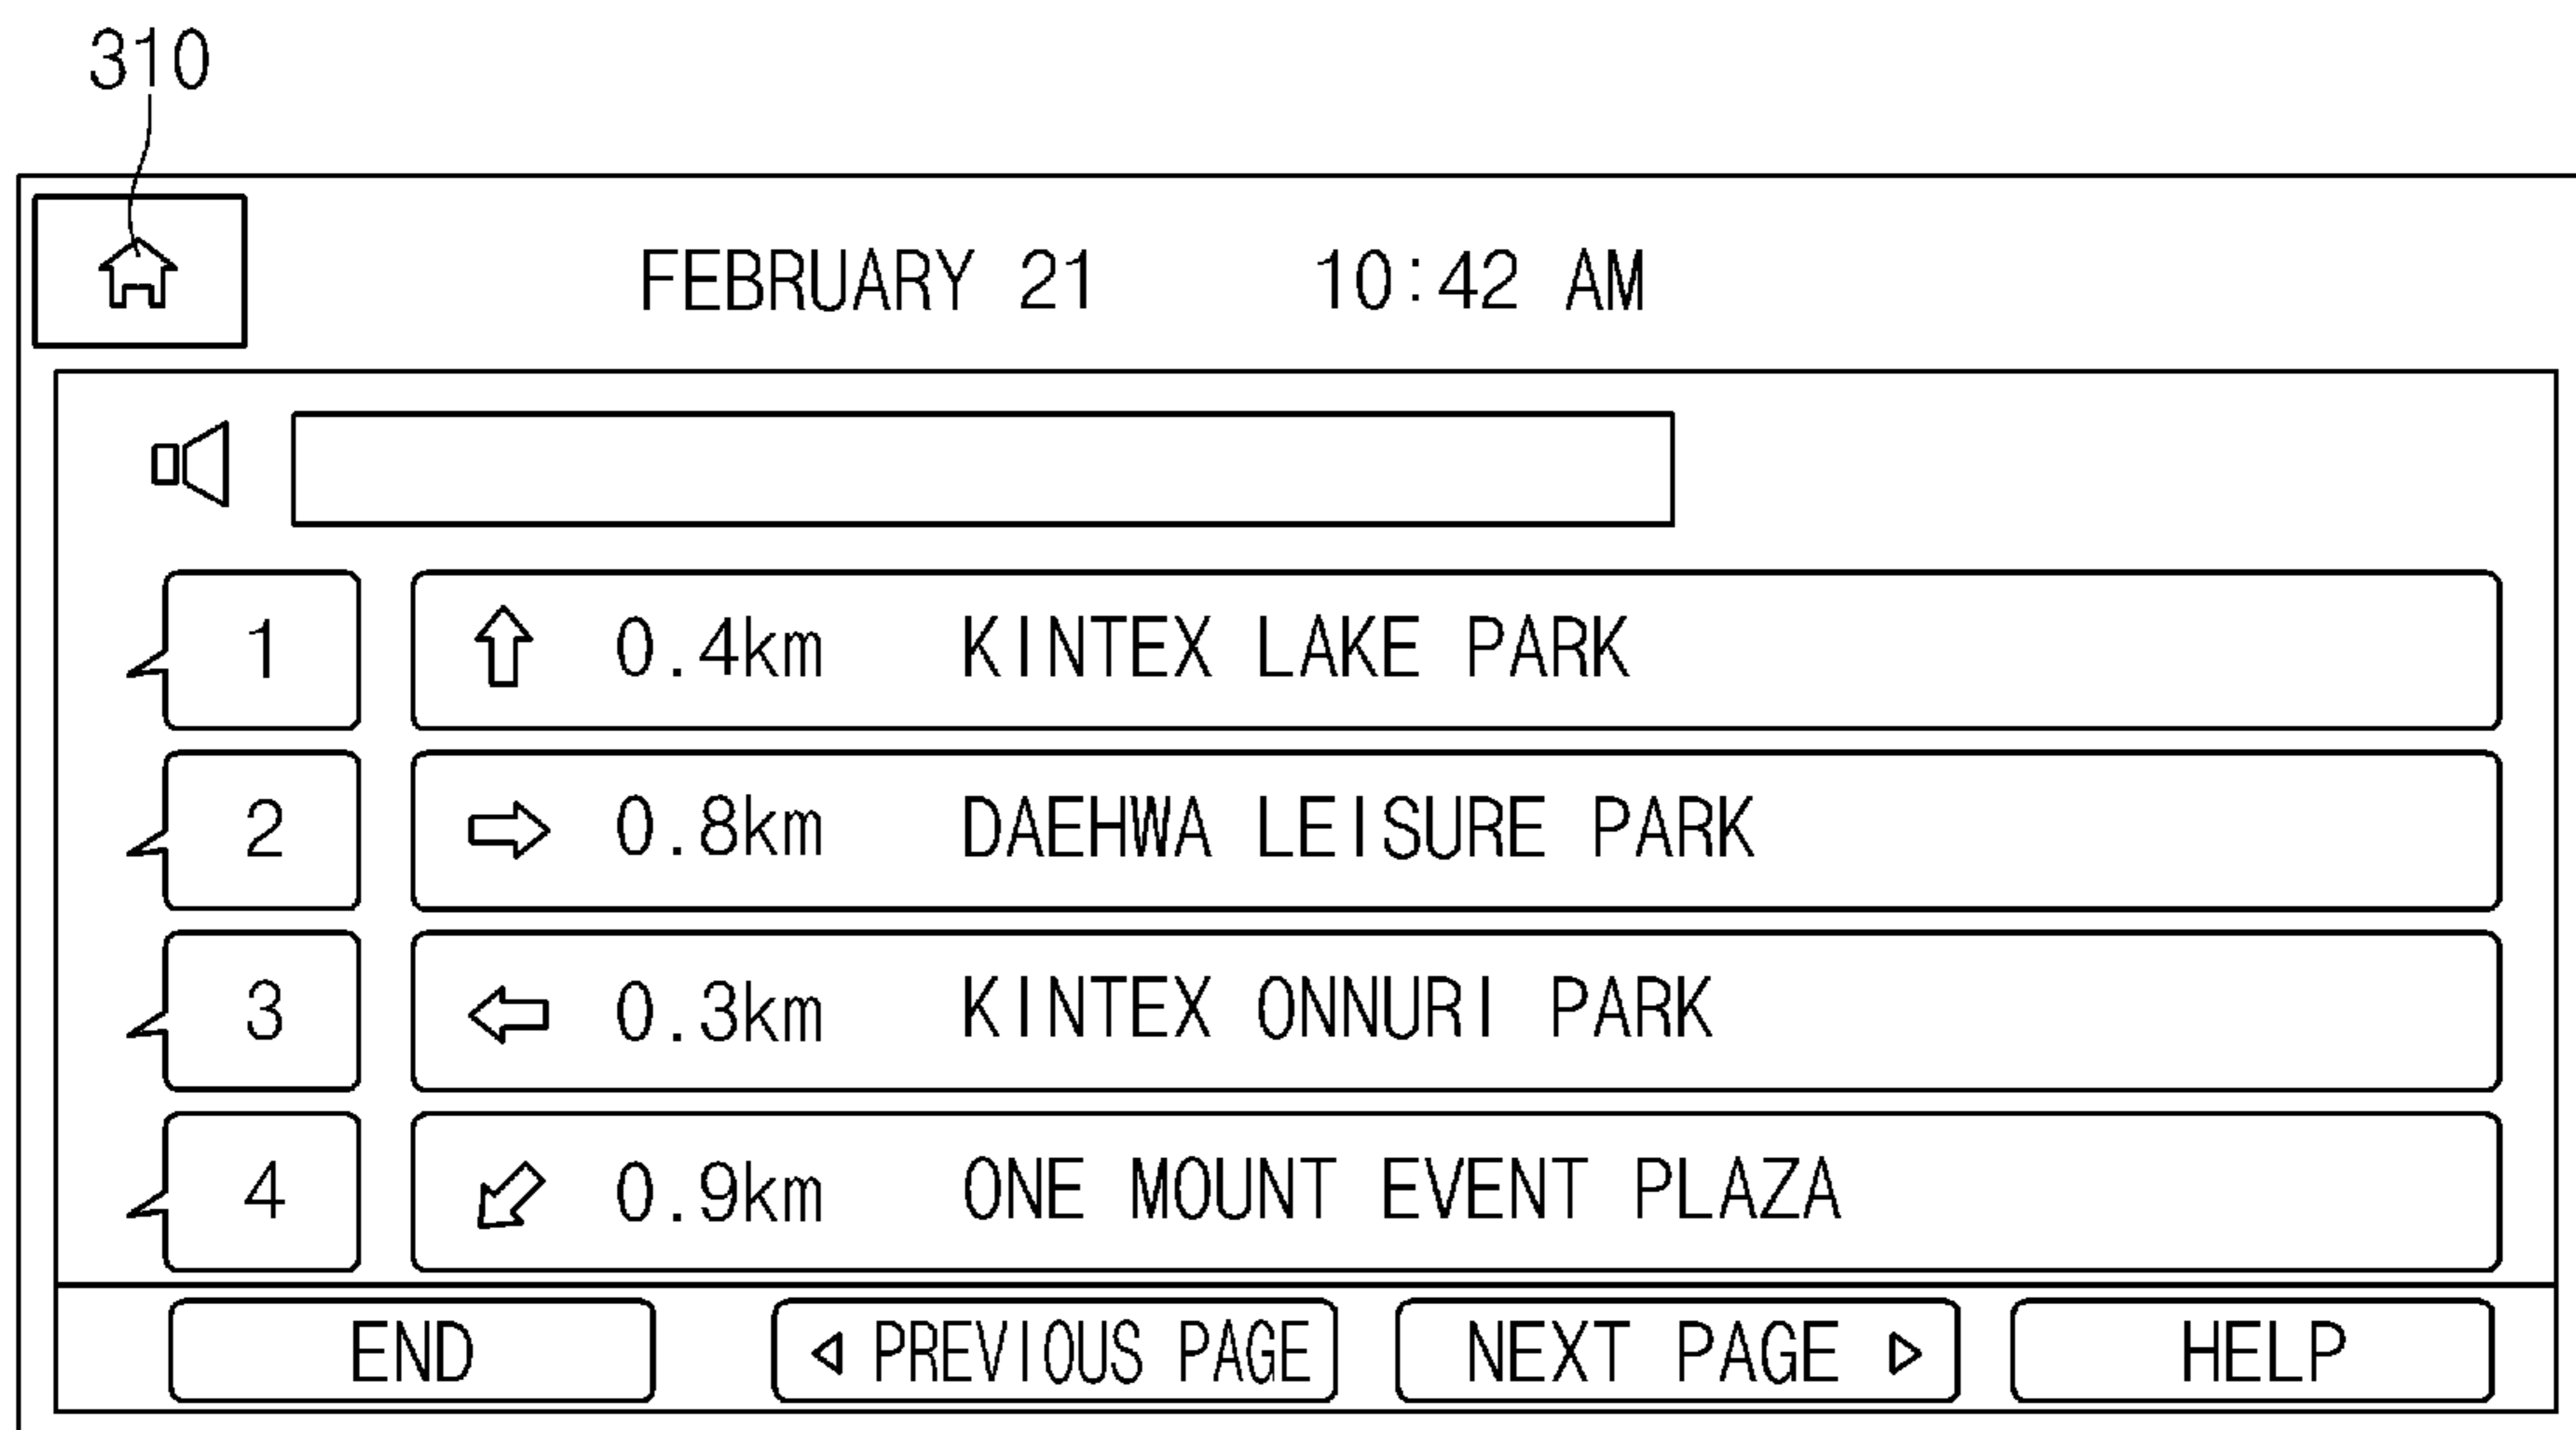 310
FEBRUARY 21 10:42 AM
1 0.4km KINTEX LAKE PARK
2 0.8km DAEHWA LEISURE PARK
3 0.3km KINTEX ONNURI PARK
4 0.9km ONE MOUNT EVENT PLAZA
END PREVIOUS PAGE NEXT PAGE HELP